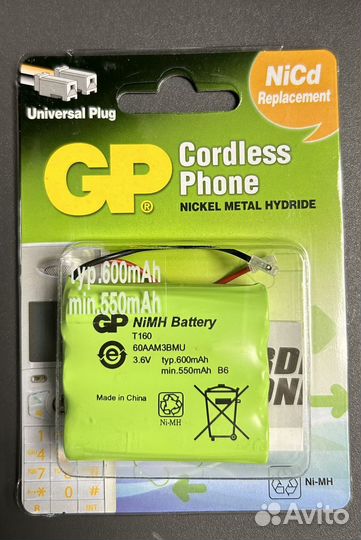 NiCd
Replacement
Universal Plug
GP®
Cordless
Phone
NICKEL METAL HYDRIDE
typ.600mAh
min.550mAh
GP NiMH Battery
T160
60AAM3BMU
3.6V typ.600mAh
min.550mAh B6
Made in China
Ni-MH
Ni-MH
Avito